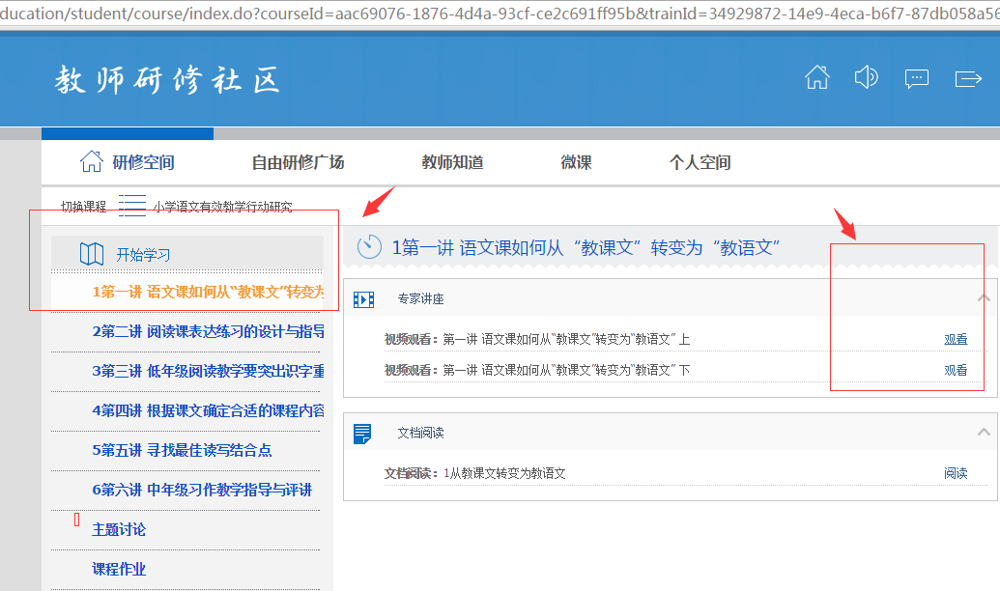 ducation/student/course/index.do?courseId=aac69076-1876-4d4a-93cf-ce2c691ff95b&trainId=34929872-14e9-4eca-b6f7-87db058a56
教师研修社区
研修空间 自由研修广场 教师知道 微课 个人空间
切换课程 小学语文有效教学行动研究
开始学习
1第一讲 语文课如何从“教课文”转变为
2第二讲 阅读课表达练习的设计与指导
3第三讲 低年级阅读教学要突出识字重
4第四讲 根据课文确定合适的课程内容
5第五讲 寻找最佳读写结合点
6第六讲 中年级习作教学指导与评讲
主题讨论
课程作业
1第一讲 语文课如何从“教课文”转变为“教语文”
专家讲座
视频观看：第一讲 语文课如何从“教课文”转变为“教语文” 上 观看
视频观看：第一讲 语文课如何从“教课文”转变为“教语文” 下 观看
文档阅读
文档阅读：1从教课文转变为教语文 阅读